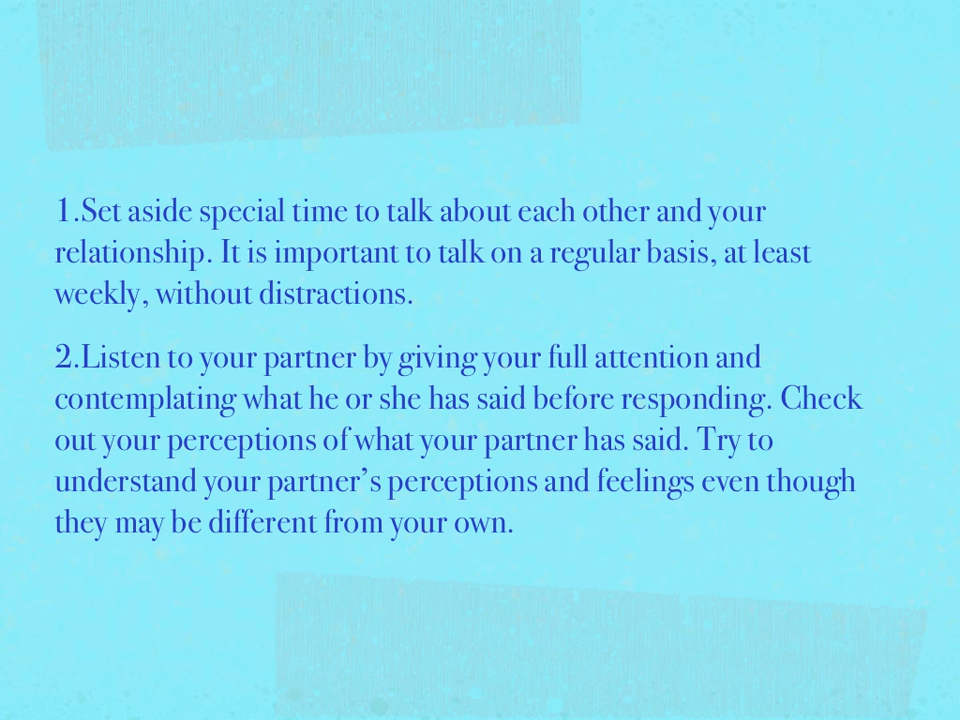 1.Set aside special time to talk about each other and your
relationship. It is important to talk on a regular basis, at least
weekly, without distractions.
2.Listen to your partner by giving your full attention and
contemplating what he or she has said before responding. Check
out your perceptions of what your partner has said. Try to
understand your partner’s perceptions and feelings even though
they may be different from your own.